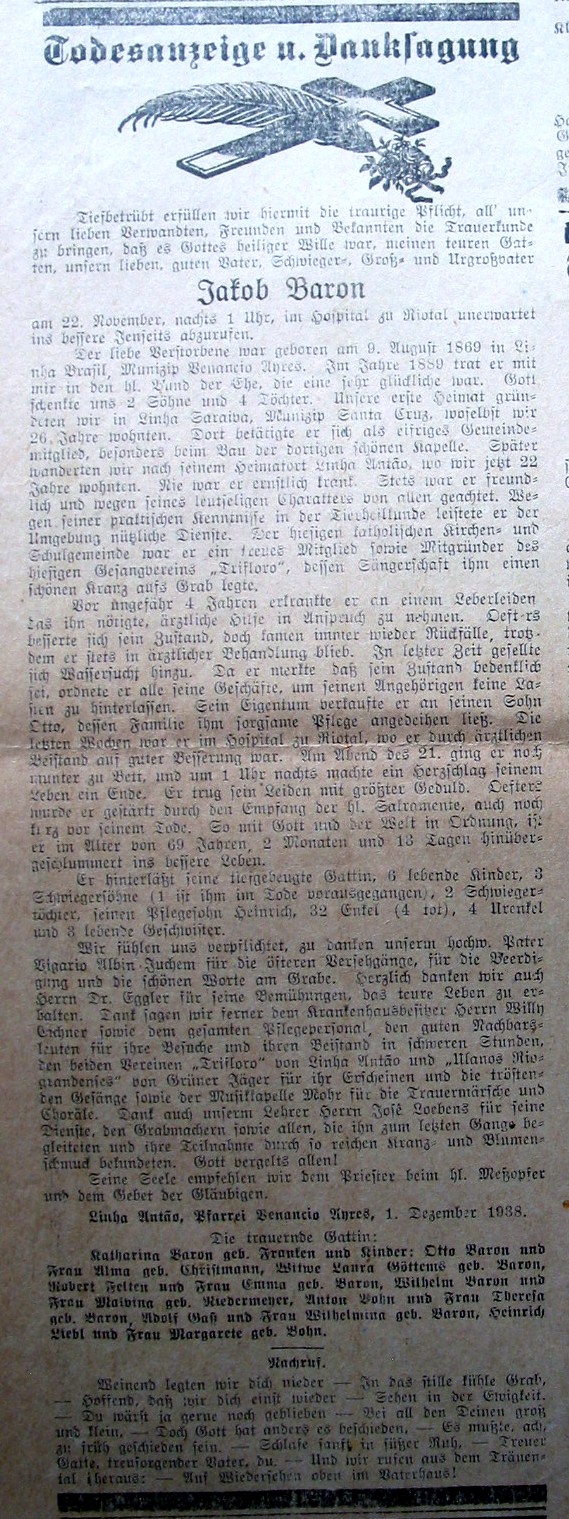 Todesanzeige u. Danksagung
Tiefbetrübt erfüllen wir hiermit die traurige Pflicht, all' un-
sern lieben Verwandten, Freunden und Bekannten die Trauerkunde
zu bringen, daß es Gottes heiliger Wille war, meinen teuren Gat-
ten, unsern lieben, guten Vater, Schwieger-, Groß- und Urgroßvater
Jakob Baron
am 22. November, nachts 1 Uhr, im Hospital zu Riotal unerwartet
ins bessere Jenseits abzurufen.
Der liebe Verstorbene war geboren am 9. August 1869 in Li-
nha Brasil, Munizip Venancio Ayres. Im Jahre 1889 trat er mit
mir in den hl. Bund der Ehe, die eine sehr glückliche war. Gott
schenkte uns 2 Söhne und 4 Töchter. Unsere erste Heimat grün-
deten wir in Linha Saraiva, Munizip Santa Cruz, woselbst wir
26 Jahre wohnten. Dort betätigte er sich als eifriges Gemeinde-
mitglied, besonders beim Bau der dortigen schönen Kapelle. Später
wanderten wir nach seinem Heimatort Linha Antão, wo wir jetzt 22
Jahre wohnten. Nie war er ernstlich krank. Stets war er freund-
lich und wegen seines leutseligen Charakters von allen geachtet. We-
gen seiner praktischen Kenntnisse in der Tierheilkunde leistete er der
Umgebung nützliche Dienste. Der hiesigen katholischen Kirchen- und
Schulgemeinde war er ein treues Mitglied sowie Mitgründer des
hiesigen Gesangvereins „Trifloro", dessen Sängerschaft ihm einen
schönen Kranz aufs Grab legte.
Vor ungefähr 4 Jahren erkrankte er an einem Leberleiden
das ihn nötigte, ärztliche Hilfe in Anspruch zu nehmen. Oefters
besserte sich sein Zustand, doch kamen immer wieder Rückfälle, trotz-
dem er stets in ärztlicher Behandlung blieb. In letzter Zeit gesellte
sich Wassersucht hinzu. Da er merkte daß sein Zustand bedenklich
sei, ordnete er alle seine Geschäfte, um seinen Angehörigen keine La-
sten zu hinterlassen. Sein Eigentum verkaufte er an seinen Sohn
Otto, dessen Familie ihm sorgsame Pflege angedeihen ließ. Die
letzten Wochen war er im Hospital zu Riotal, wo er durch ärztlichen
Beistand auf guter Besserung war. Am Abend des 21. ging er noch
munter zu Bett, und um 1 Uhr nachts machte ein Herzschlag seinem
Leben ein Ende. Er trug sein Leiden mit größter Geduld. Oefters
wurde er gestärkt durch den Empfang der hl. Sakramente, auch noch
kurz vor seinem Tode. So mit Gott und der Welt in Ordnung, ist
er im Alter von 69 Jahren, 2 Monaten und 13 Tagen hinüber-
geschlummert ins bessere Leben.
Er hinterläßt seine tiefgebeugte Gattin, 6 lebende Kinder, 3
Schwiegersöhne (1 ist ihm im Tode vorausgegangen), 2 Schwieger-
töchter, seinen Pflegesohn Heinrich, 32 Enkel (4 tot), 4 Urenkel
und 3 lebende Geschwister.
Wir fühlen uns verpflichtet, zu danken unserm hochw. Pater
Vigario Albin Juchem für die öfteren Versehgänge, für die Beerdi-
gung und die schönen Worte am Grabe. Herzlich danken wir auch
Herrn Dr. Eggler für seine Bemühungen, das teure Leben zu er-
halten. Dank sagen wir ferner dem Krankenhausbesitzer Herrn Willy
Eichner sowie dem gesamten Pflegepersonal, den guten Nachbars-
leuten für ihre Besuche und ihren Beistand in schweren Stunden,
den beiden Vereinen „Trifloro" von Linha Antão und „Ulanos Rio-
grandenses" von Grüner Jäger für ihr Erscheinen und die trösten-
den Gesänge sowie der Musikkapelle Mohr für die Trauermärsche und
Choräle. Dank auch unserm Lehrer Herrn José Loebens für seine
Dienste, den Grabmachern sowie allen, die ihn zum letzten Gange be-
gleiteten und ihre Teilnahme durch so reichen Kranz- und Blumen-
schmuck bekundeten. Gott vergelts allen!
Seine Seele empfehlen wir dem Priester beim hl. Meßopfer
und dem Gebet der Gläubigen.
Linha Antão, Pfarrei Venancio Ayres, 1. Dezember 1938.
Die trauernde Gattin:
Katharina Baron geb. Franken und Kinder: Otto Baron und
Frau Alma geb. Christmann, Witwe Laura Göttems geb. Baron,
Robert Felten und Frau Emma geb. Baron, Wilhelm Baron und
Frau Malvina geb. Niedermeyer, Anton Bohn und Frau Theresa
geb. Baron, Adolf Gaß und Frau Wilhelmina geb. Baron, Heinrich
Liebl und Frau Margarete geb. Bohn.
Nachruf.
Weinend legten wir dich nieder — In das stille kühle Grab,
— Hoffend, daß wir dich einst wieder — Sehen in der Ewigkeit.
— Du wärst ja gerne noch geblieben — Bei all den Deinen groß
und klein, — Doch Gott hat anders es beschieden, — Es mußte, ach,
zu früh geschieden sein. — Schlafe sanft in süßer Ruh, — Treuer
Gatte, treusorgender Vater, du. — Und wir rufen aus dem Tränen-
tal heraus: — Auf Wiedersehen oben im Vaterhaus!